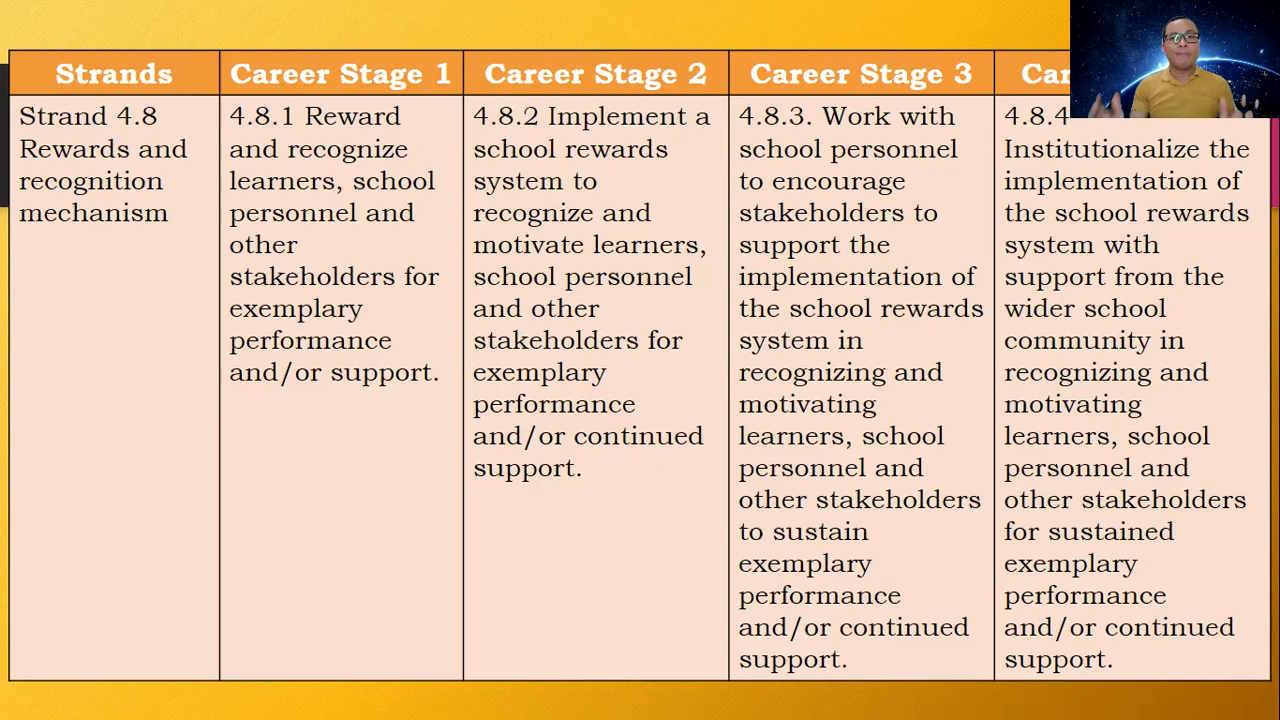 Strands
Career Stage 1
Career Stage 2
Career Stage 3
Strand 4.8
Rewards and
recognition
mechanism
4.8.1 Reward
and recognize
learners, school
personnel and
other
stakeholders for
exemplary
performance
and/or support.
4.8.2 Implement a
school rewards
system to
recognize and
motivate learners,
school personnel
and other
stakeholders for
exemplary
performance
and/or continued
support.
4.8.3. Work with
school personnel
to encourage
stakeholders to
support the
implementation of
the school rewards
system in
recognizing and
motivating
learners, school
personnel and
other stakeholders
to sustain
exemplary
performance
and/or continued
support.
4.8.4
Institutionalize the
implementation of
the school rewards
system with
support from the
wider school
community in
recognizing and
motivating
learners, school
personnel and
other stakeholders
for sustained
exemplary
performance
and/or continued
support.